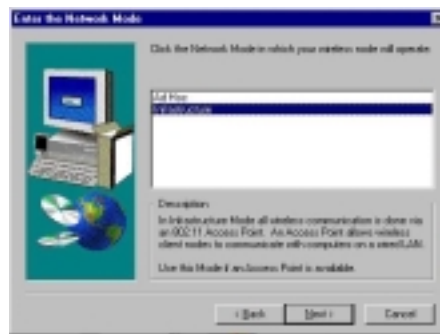 Enter the Network Mode
Click the Network Mode in which your wireless node will operate
Ad Hoc
Infrastructure
Description
In Infrastructure Mode all wireless communication is done via
an 802.11 Access Point. An Access Point allows wireless
client nodes to communicate with computers on a wired LAN.
Use this Mode if an Access Point is available.
< Back
Next >
Cancel